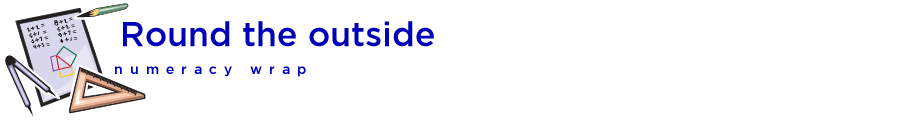 Round the outside
numeracy wrap